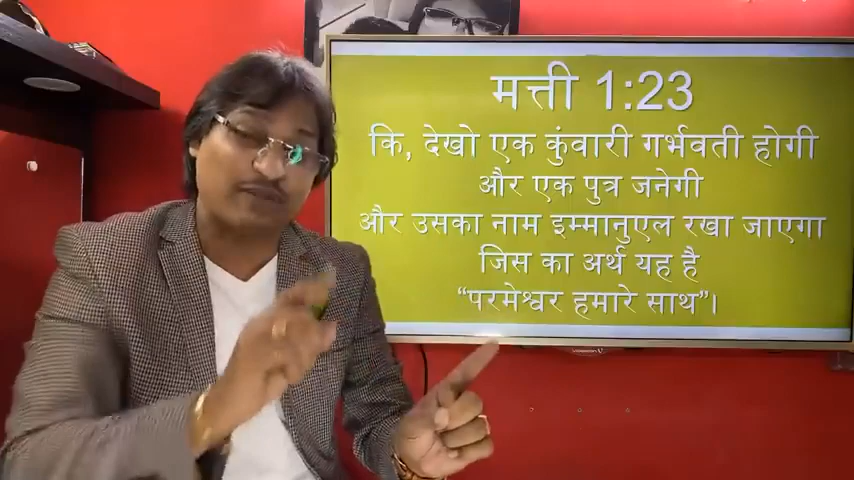 मत्ती 1:23
कि, देखो एक कुंवारी गर्भवती होगी
और एक पुत्र जनेगी
और उसका नाम इम्मानुएल रखा जाएगा
जिस का अर्थ यह है
“परमेश्वर हमारे साथ”।